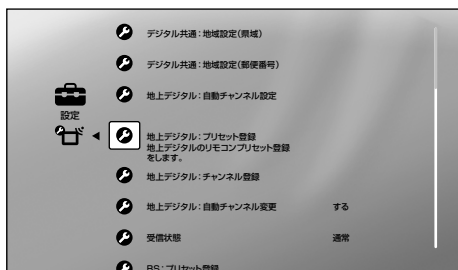 デジタル共通：地域設定（県域）
デジタル共通：地域設定（郵便番号）
地上デジタル：自動チャンネル設定
設定
地上デジタル：プリセット登録
地上デジタルのリモコンプリセット登録
をします。
地上デジタル：チャンネル登録
地上デジタル：自動チャンネル変更 する
受信状態 通常
BS：プリセット登録